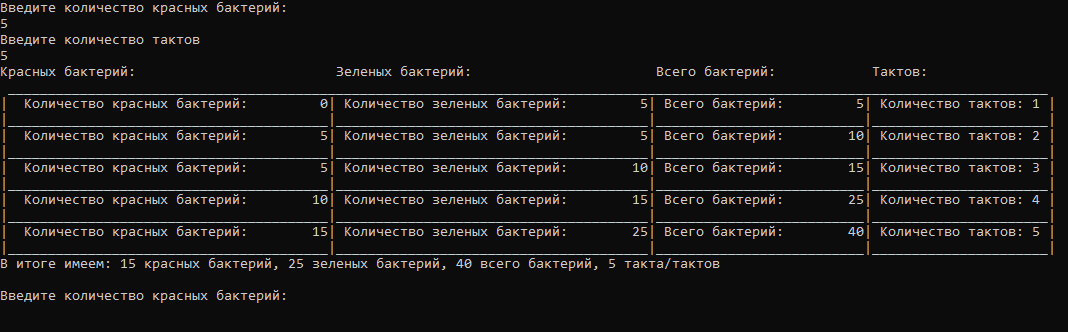 Введите количество красных бактерий:
5
Введите количество тактов
5
Красных бактерий: Зеленых бактерий: Всего бактерий: Тактов:
| Количество красных бактерий: 0| Количество зеленых бактерий: 5| Всего бактерий: 5| Количество тактов: 1 |
| Количество красных бактерий: 5| Количество зеленых бактерий: 5| Всего бактерий: 10| Количество тактов: 2 |
| Количество красных бактерий: 5| Количество зеленых бактерий: 10| Всего бактерий: 15| Количество тактов: 3 |
| Количество красных бактерий: 10| Количество зеленых бактерий: 15| Всего бактерий: 25| Количество тактов: 4 |
| Количество красных бактерий: 15| Количество зеленых бактерий: 25| Всего бактерий: 40| Количество тактов: 5 |
В итоге имеем: 15 красных бактерий, 25 зеленых бактерий, 40 всего бактерий, 5 такта/тактов
Введите количество красных бактерий: